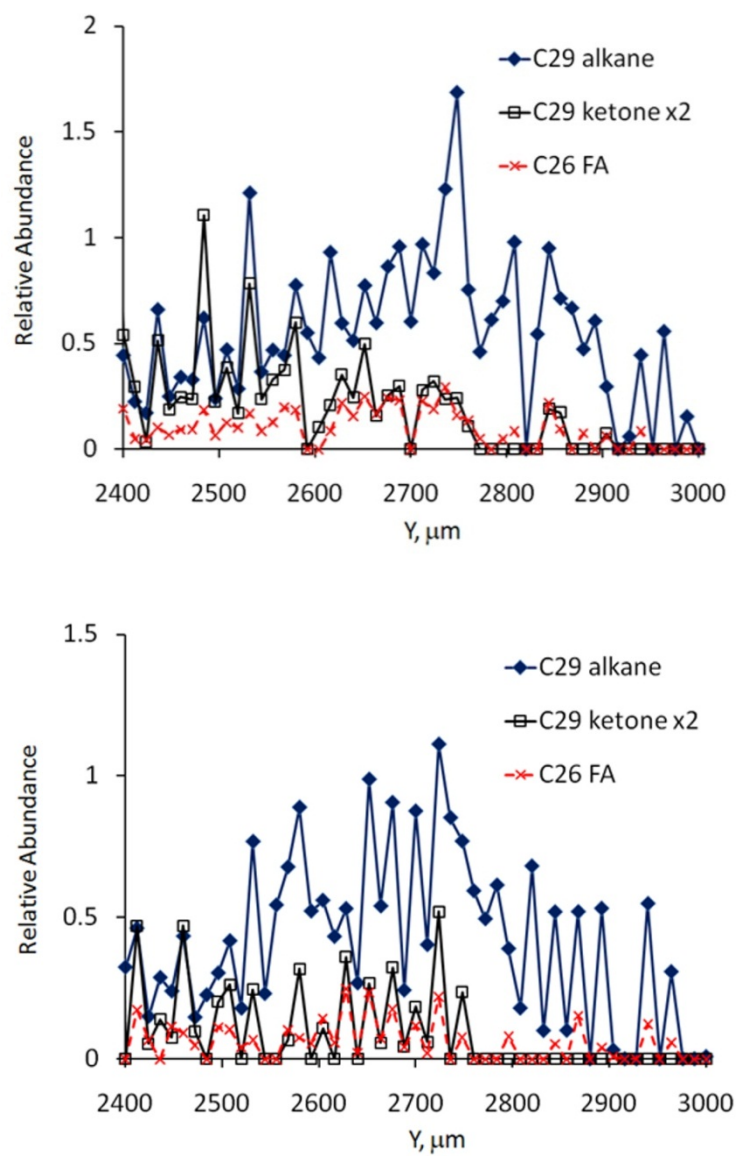 2
C29 alkane
1.5
C29 ketone x2
C26 FA
Relative Abundance
1
0.5
0
2400 2500 2600 2700 2800 2900 3000
Y, μm
1.5
C29 alkane
C29 ketone x2
1
C26 FA
Relative Abundance
0.5
0
2400 2500 2600 2700 2800 2900 3000
Y, μm